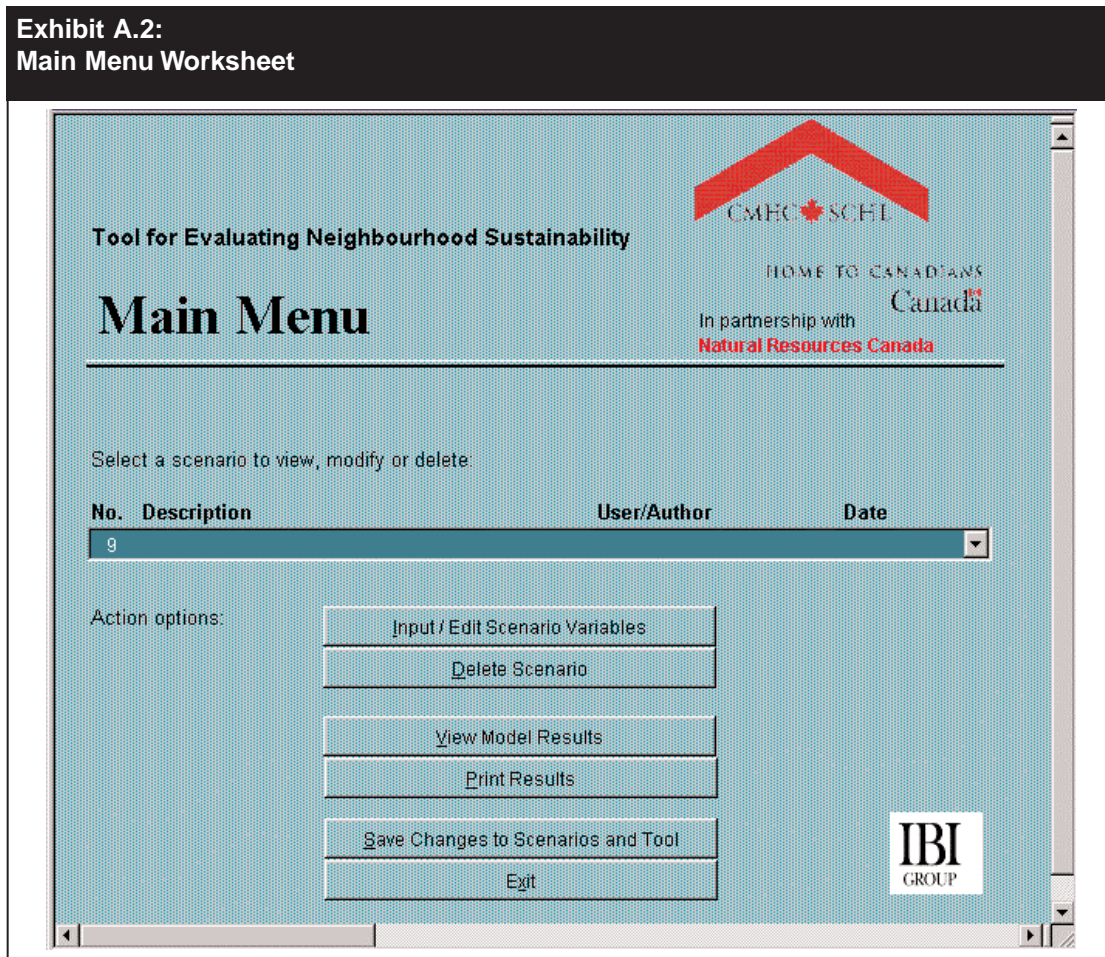 Exhibit A.2:
Main Menu Worksheet
CMHC SCHL
Tool for Evaluating Neighbourhood Sustainability
HOME TO CANADIANS
Canada
Main Menu
In partnership with
Natural Resources Canada
Select a scenario to view, modify or delete:
No. Description User/Author Date
9
Action options:
Input / Edit Scenario Variables
Delete Scenario
View Model Results
Print Results
Save Changes to Scenarios and Tool
Exit
IBI
GROUP